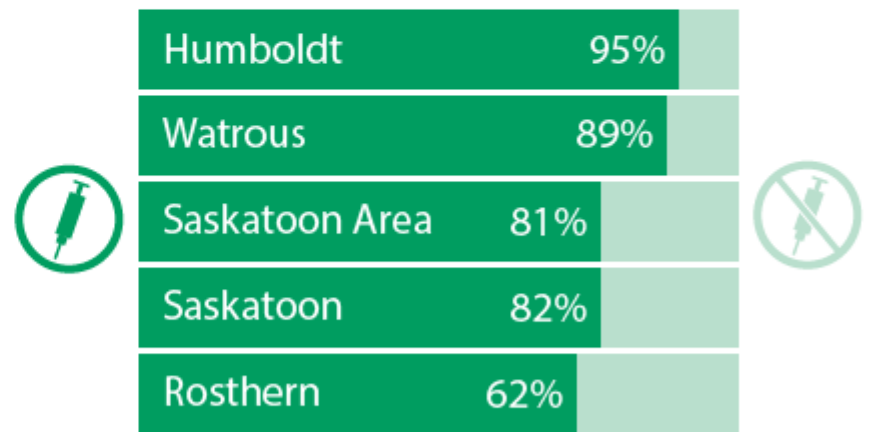 Humboldt 95%
Watrous 89%
Saskatoon Area 81%
Saskatoon 82%
Rosthern 62%